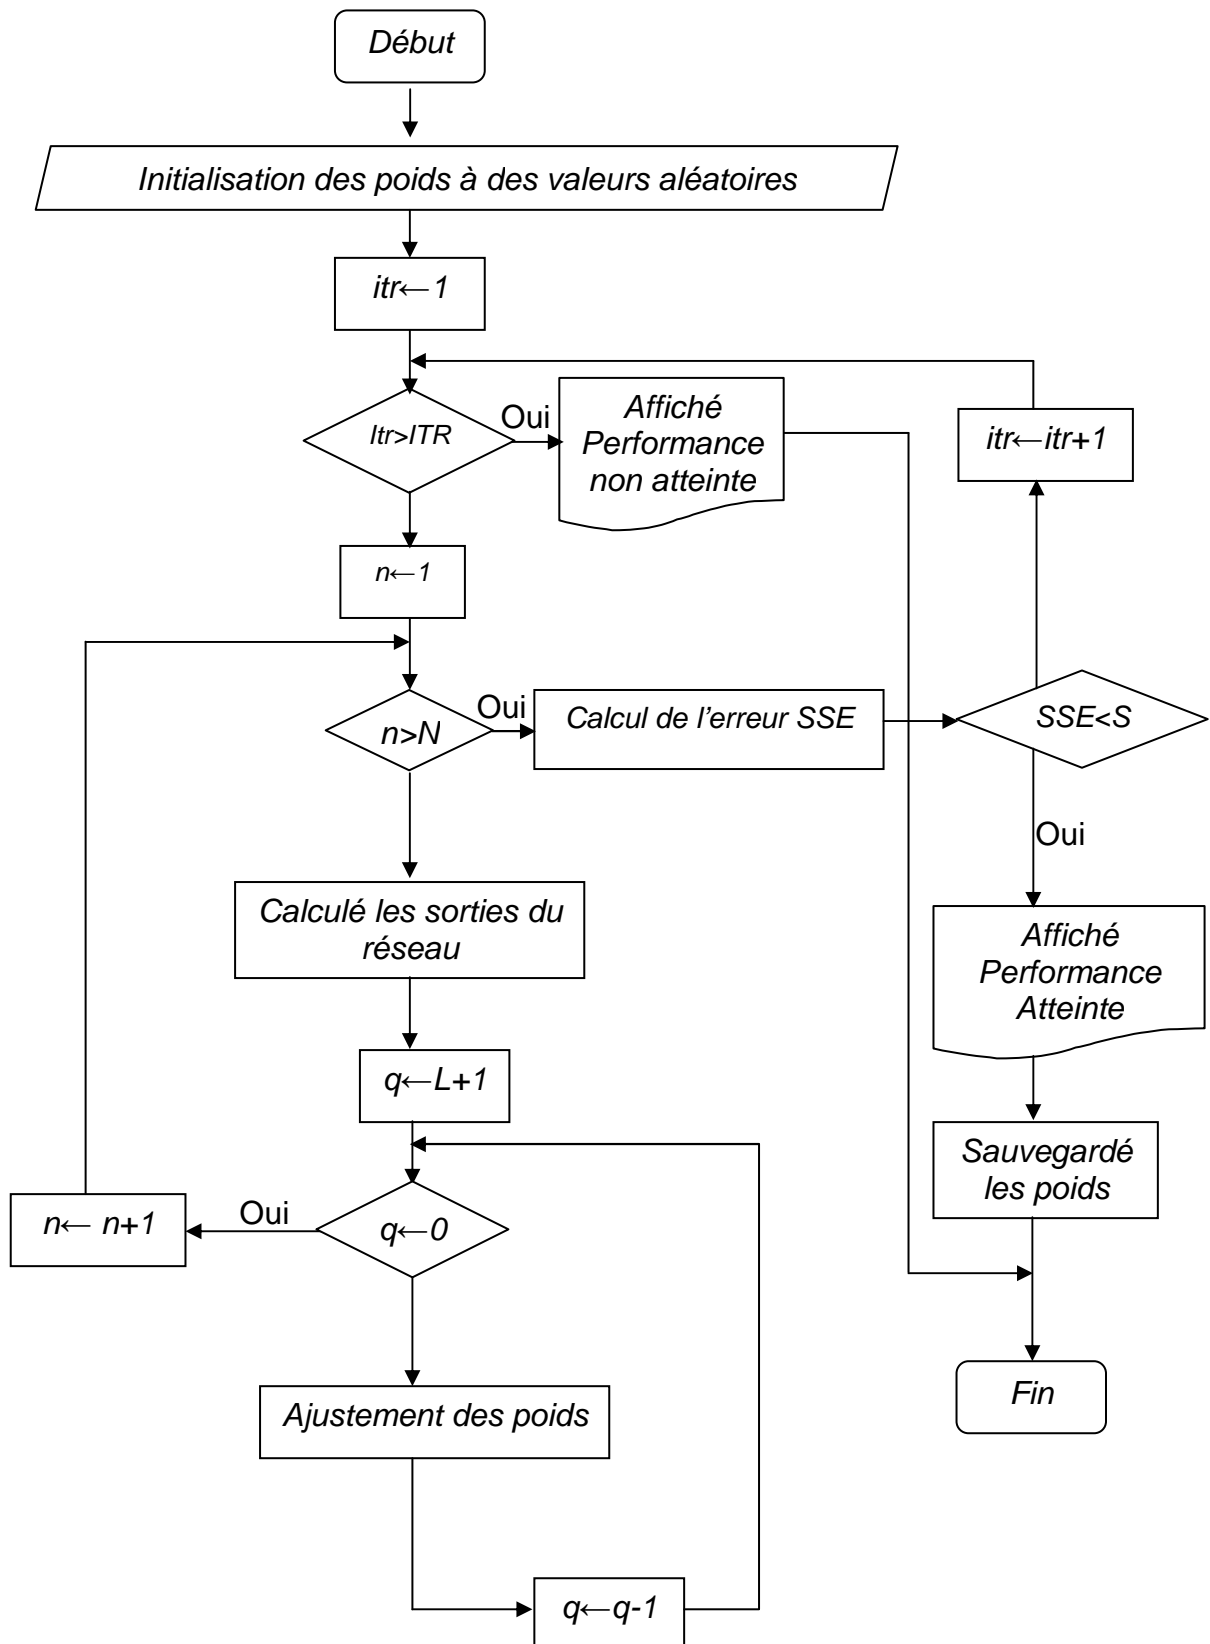 Début
Initialisation des poids à des valeurs aléatoires
itr←1
Itr>ITR
Oui
Affiché
Performance
non atteinte
itr←itr+1
n←1
n>N
Oui
Calcul de l'erreur SSE
SSE<S
Oui
Calculé les sorties du
réseau
Affiché
Performance
Atteinte
q←L+1
Sauvegardé
les poids
n← n+1
Oui
q←0
Ajustement des poids
Fin
q←q-1